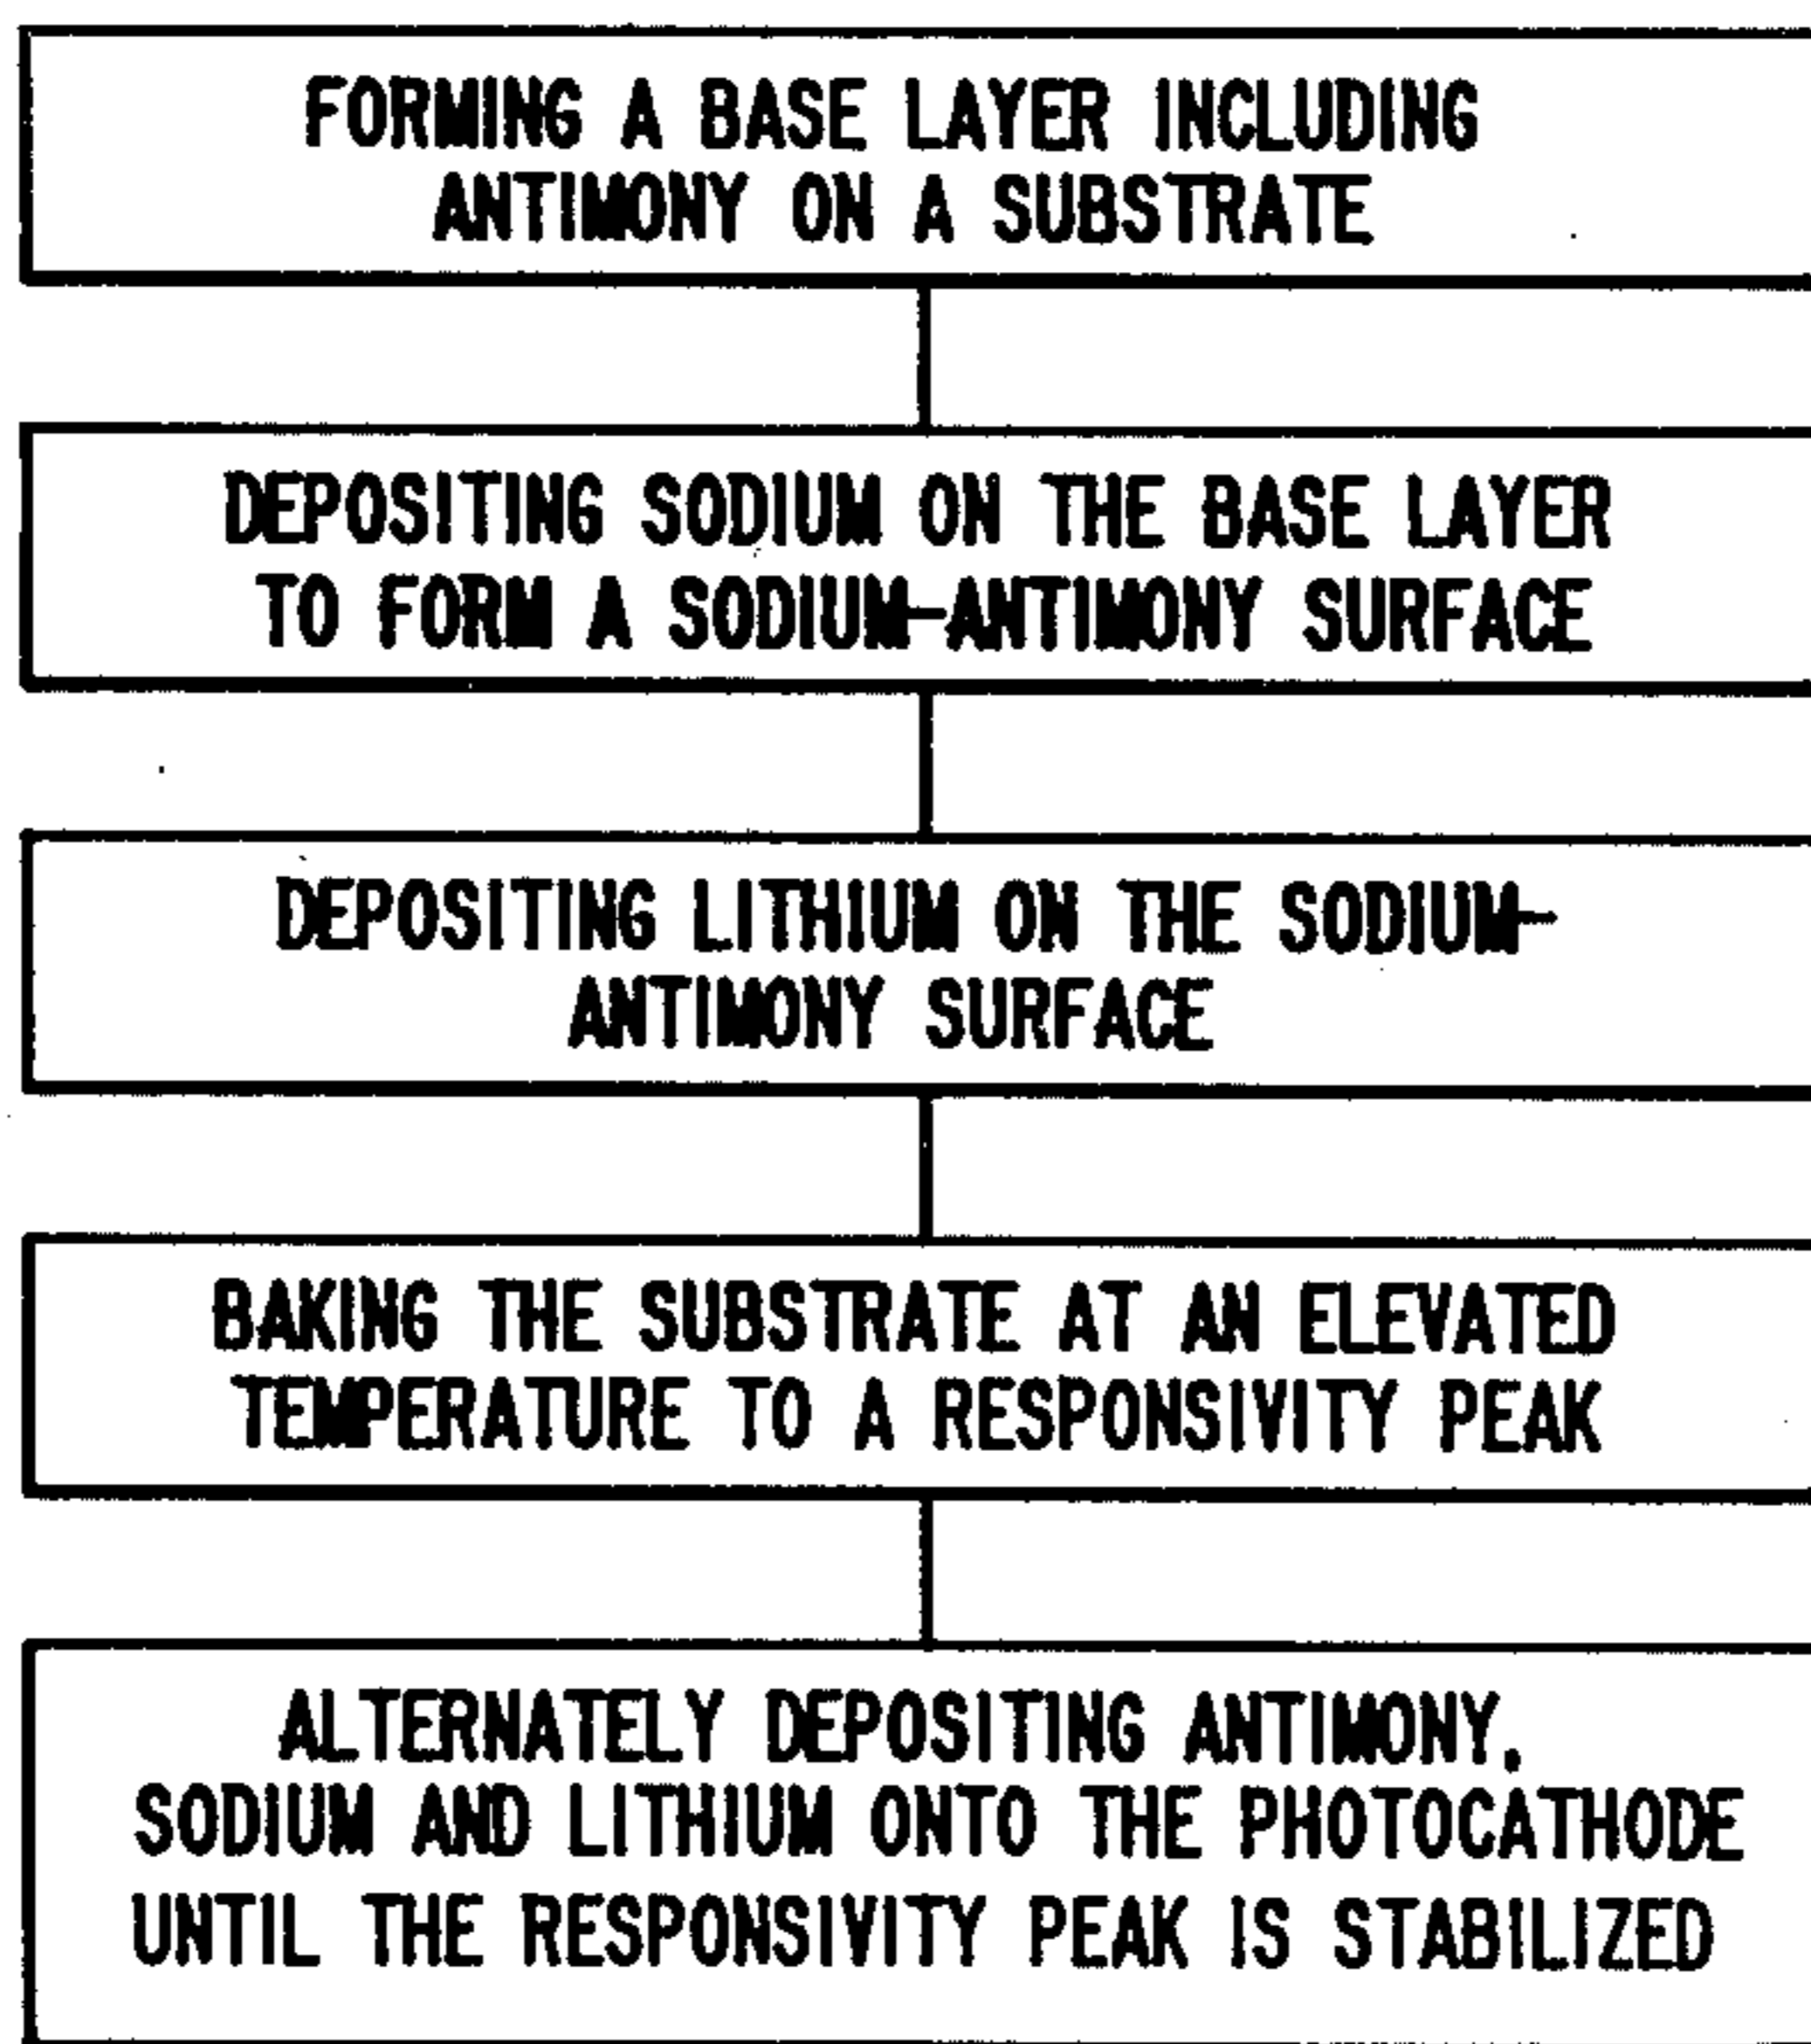 FORMING A BASE LAYER INCLUDING
ANTIMONY ON A SUBSTRATE
DEPOSITING SODIUM ON THE BASE LAYER
TO FORM A SODIUM-ANTIMONY SURFACE
DEPOSITING LITHIUM ON THE SODIUM-
ANTIMONY SURFACE
BAKING THE SUBSTRATE AT AN ELEVATED
TEMPERATURE TO A RESPONSIVITY PEAK
ALTERNATELY DEPOSITING ANTIMONY,
SODIUM AND LITHIUM ONTO THE PHOTOCATHODE
UNTIL THE RESPONSIVITY PEAK IS STABILIZED